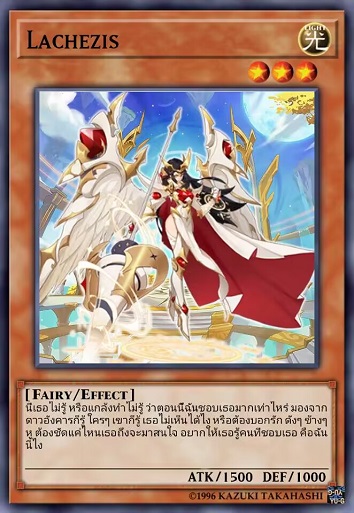 LACHEZIS
LIGHT
光
[ FAIRY/EFFECT ]
นี่เธอไม่รู้ หรือแกล้งทำไม่รู้ ว่าตอนนี้ฉันชอบเธอมากเท่าไหร่ มองจาก
ดาวอังคารก็รู้ ใครๆ เขาก็รู้ เธอไม่เห็นได้ไง หรือต้องบอกรัก ดังๆ ข้างๆ
หู ต้องชัดแค่ไหนเธอถึงจะมาสนใจ อยากให้เธอรู้คนที่ชอบเธอ คือฉัน
นี้ไง
ATK/1500 DEF/1000
©1996 KAZUKI TAKAHASHI